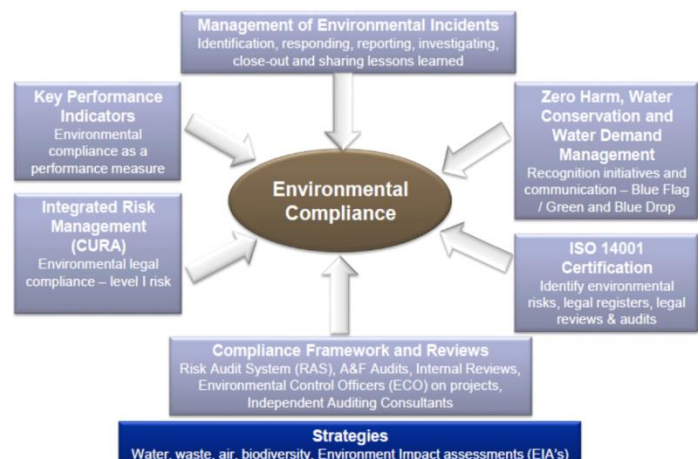 Management of Environmental Incidents
Identification, responding, reporting, investigating,
close-out and sharing lessons learned
Key Performance
Indicators
Environmental
compliance as a
performance measure
Zero Harm, Water
Conservation and
Water Demand
Management
Recognition initiatives and
communication – Blue Flag
/ Green and Blue Drop
Environmental
Compliance
Integrated Risk
Management
(CURA)
Environmental legal
compliance – level I risk
ISO 14001
Certification
Identify environmental
risks, legal registers, legal
reviews & audits
Compliance Framework and Reviews
Risk Audit System (RAS), A&F Audits, Internal Reviews,
Environmental Control Officers (ECO) on projects,
Independent Auditing Consultants
Strategies
Water, waste, air, biodiversity, Environment Impact assessments (EIA's)